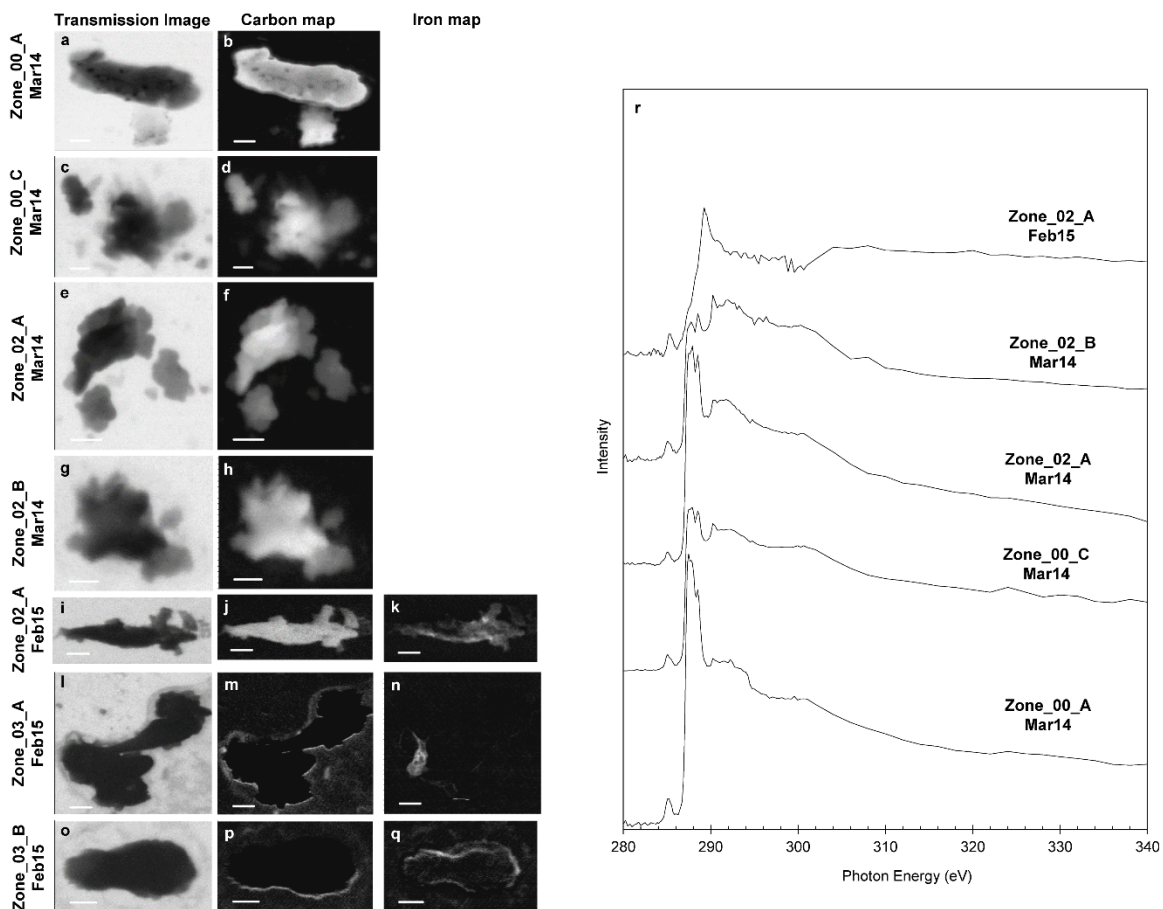 Transmission Image Carbon map Iron map
Zone_00_A
Mar14
a b
Zone_00_C
Mar14
c d
Zone_02_A
Mar14
e f
Zone_02_B
Mar14
g h
Zone_02_A
Feb15
i j k
Zone_03_A
Feb15
l m n
Zone_03_B
Feb15
o p q
r
Zone_02_A
Feb15
Zone_02_B
Mar14
Zone_02_A
Mar14
Zone_00_C
Mar14
Zone_00_A
Mar14
Intensity
280 290 300 310 320 330 340
Photon Energy (eV)